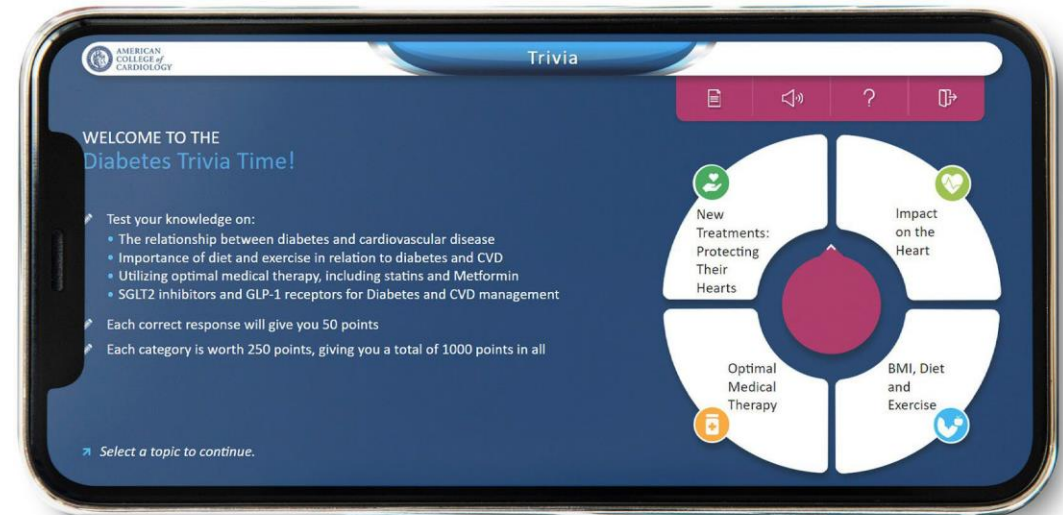 AMERICAN
COLLEGE of
CARDIOLOGY
Trivia
?
WELCOME TO THE
Diabetes Trivia Time!
Test your knowledge on:
• The relationship between diabetes and cardiovascular disease
• Importance of diet and exercise in relation to diabetes and CVD
• Utilizing optimal medical therapy, including statins and Metformin
• SGLT2 inhibitors and GLP-1 receptors for Diabetes and CVD management
Each correct response will give you 50 points
Each category is worth 250 points, giving you a total of 1000 points in all
Select a topic to continue.
New
Treatments:
Protecting
Their
Hearts
Impact
on the
Heart
Optimal
Medical
Therapy
BMI, Diet
and
Exercise